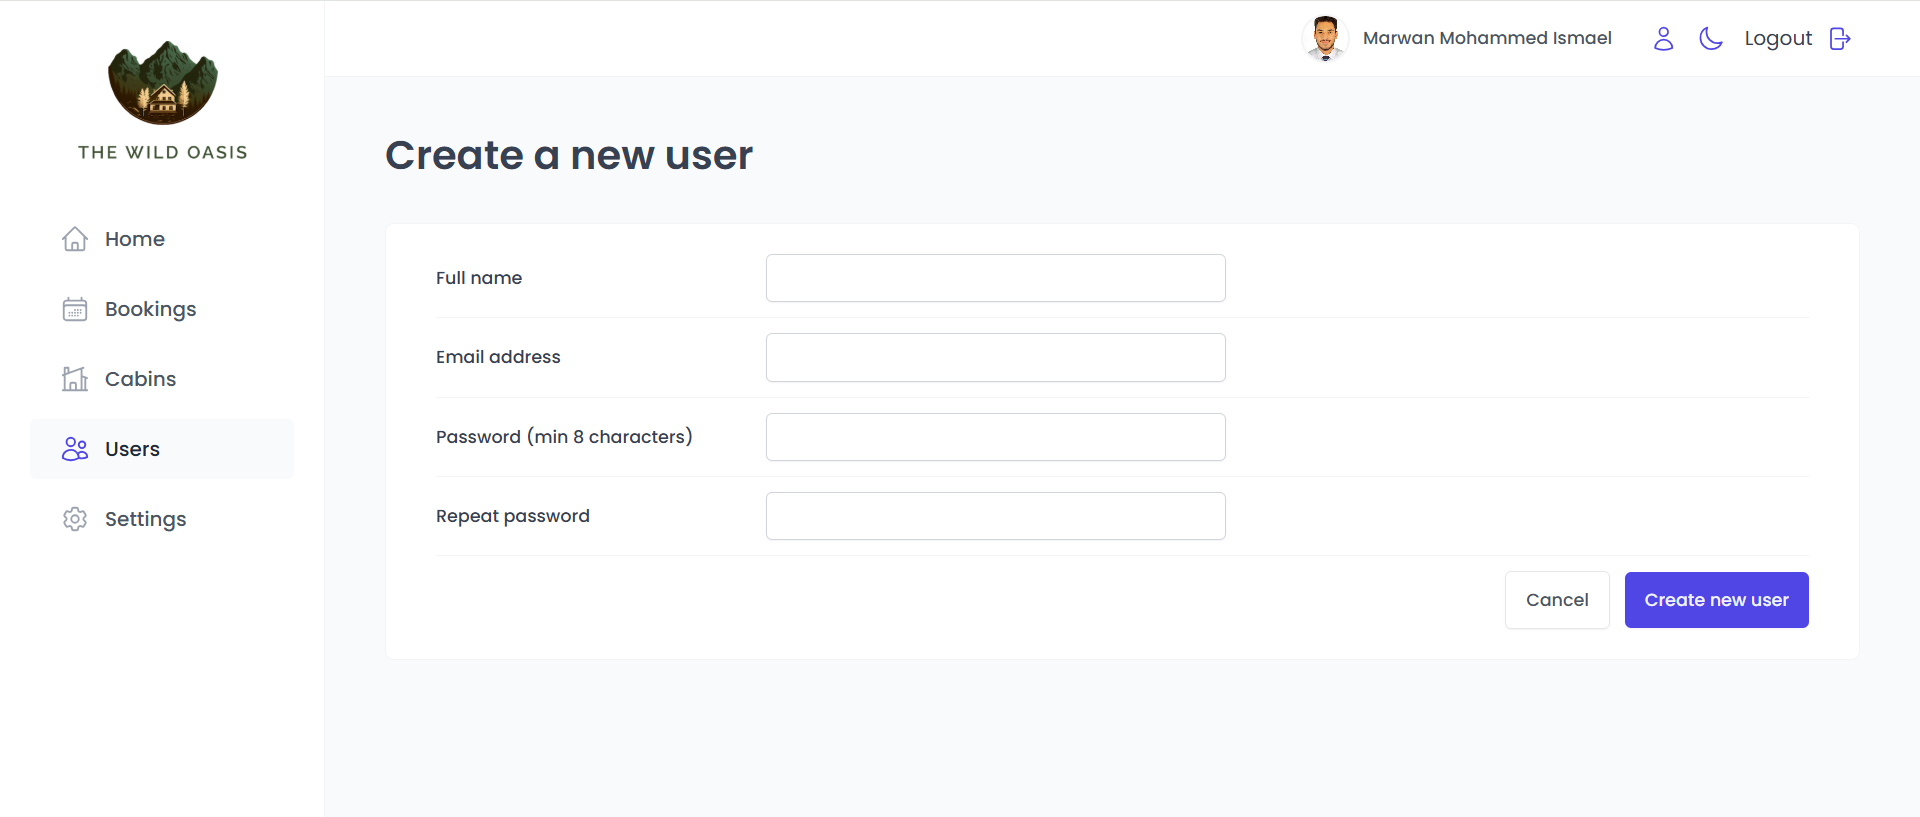 THE WILD OASIS
Home
Bookings
Cabins
Users
Settings
Marwan Mohammed Ismael
Logout
Create a new user
Full name
Email address
Password (min 8 characters)
Repeat password
Cancel
Create new user